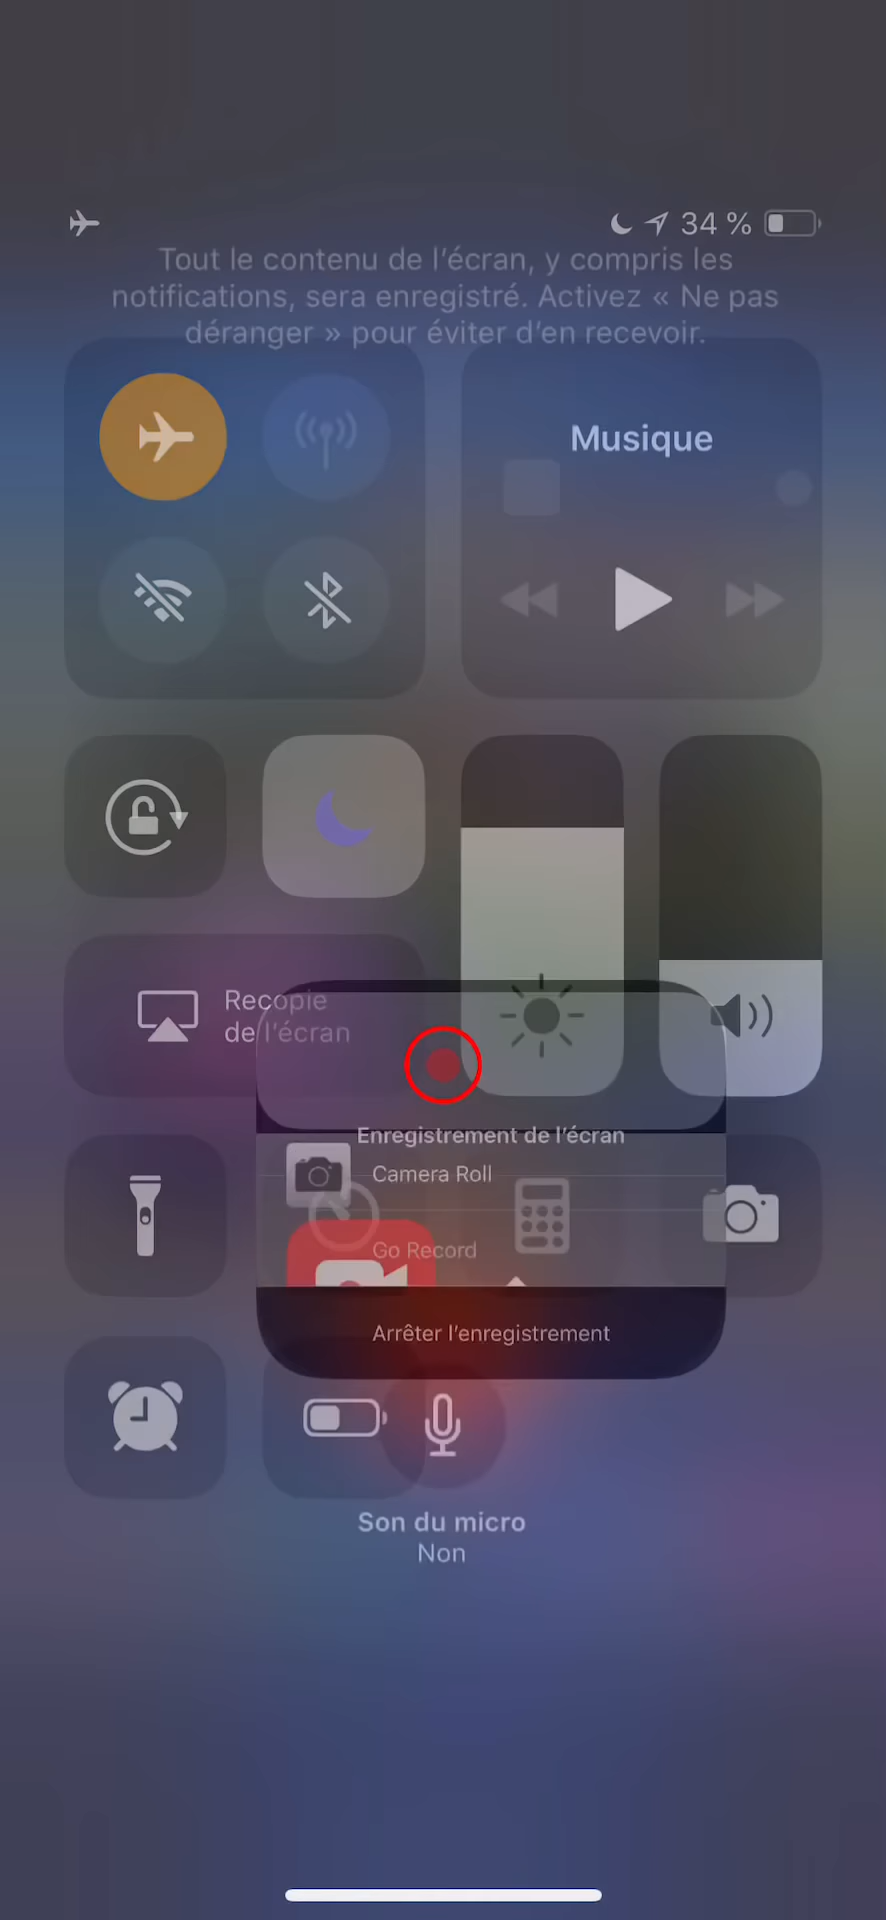 34 %
Tout le contenu de l’écran, y compris les
notifications, sera enregistré. Activez « Ne pas
déranger » pour éviter d’en recevoir.
Musique
Recopie
de l’écran
Enregistrement de l’écran
Camera Roll
Go Record
Arrêter l’enregistrement
Son du micro
Non